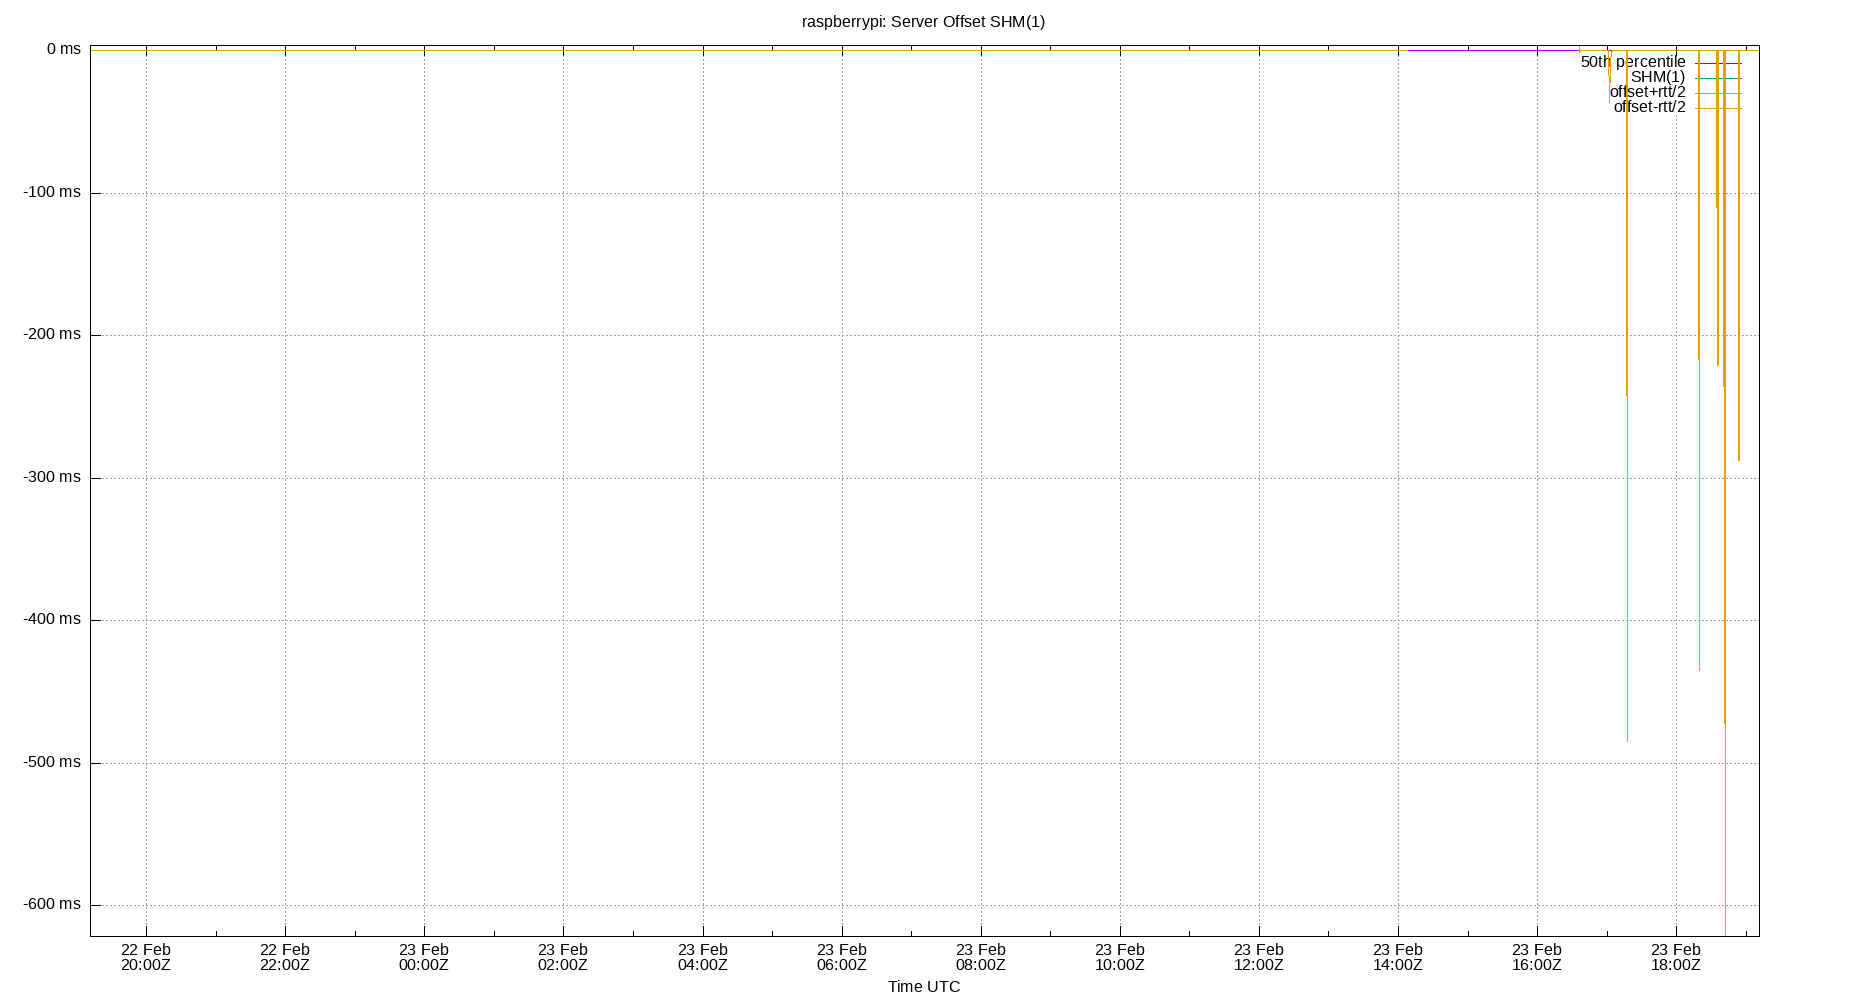 raspberrypi: Server Offset SHM(1)
0 ms
50th percentile
SHM(1)
offset+rtt/2
offset-rtt/2
-100 ms
-200 ms
-300 ms
-400 ms
-500 ms
-600 ms
22 Feb 22 Feb 23 Feb 23 Feb 23 Feb 23 Feb 23 Feb 23 Feb 23 Feb 23 Feb 23 Feb 23 Feb
20:00Z 22:00Z 00:00Z 02:00Z 04:00Z 06:00Z 08:00Z 10:00Z 12:00Z 14:00Z 16:00Z 18:00Z
Time UTC